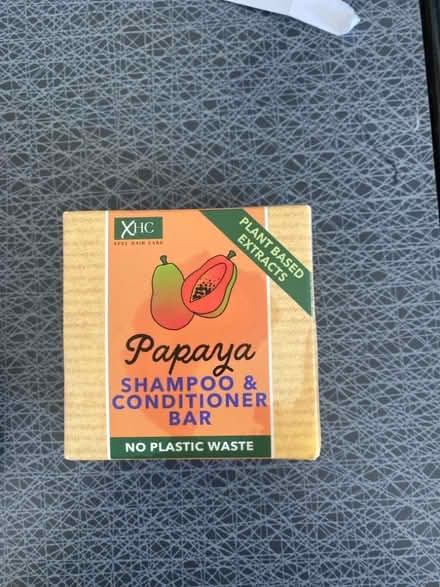 XHC
XPEL HAIR CARE
PLANT BASED
EXTRACTS
Papaya
SHAMPOO &
CONDITIONER
BAR
NO PLASTIC WASTE